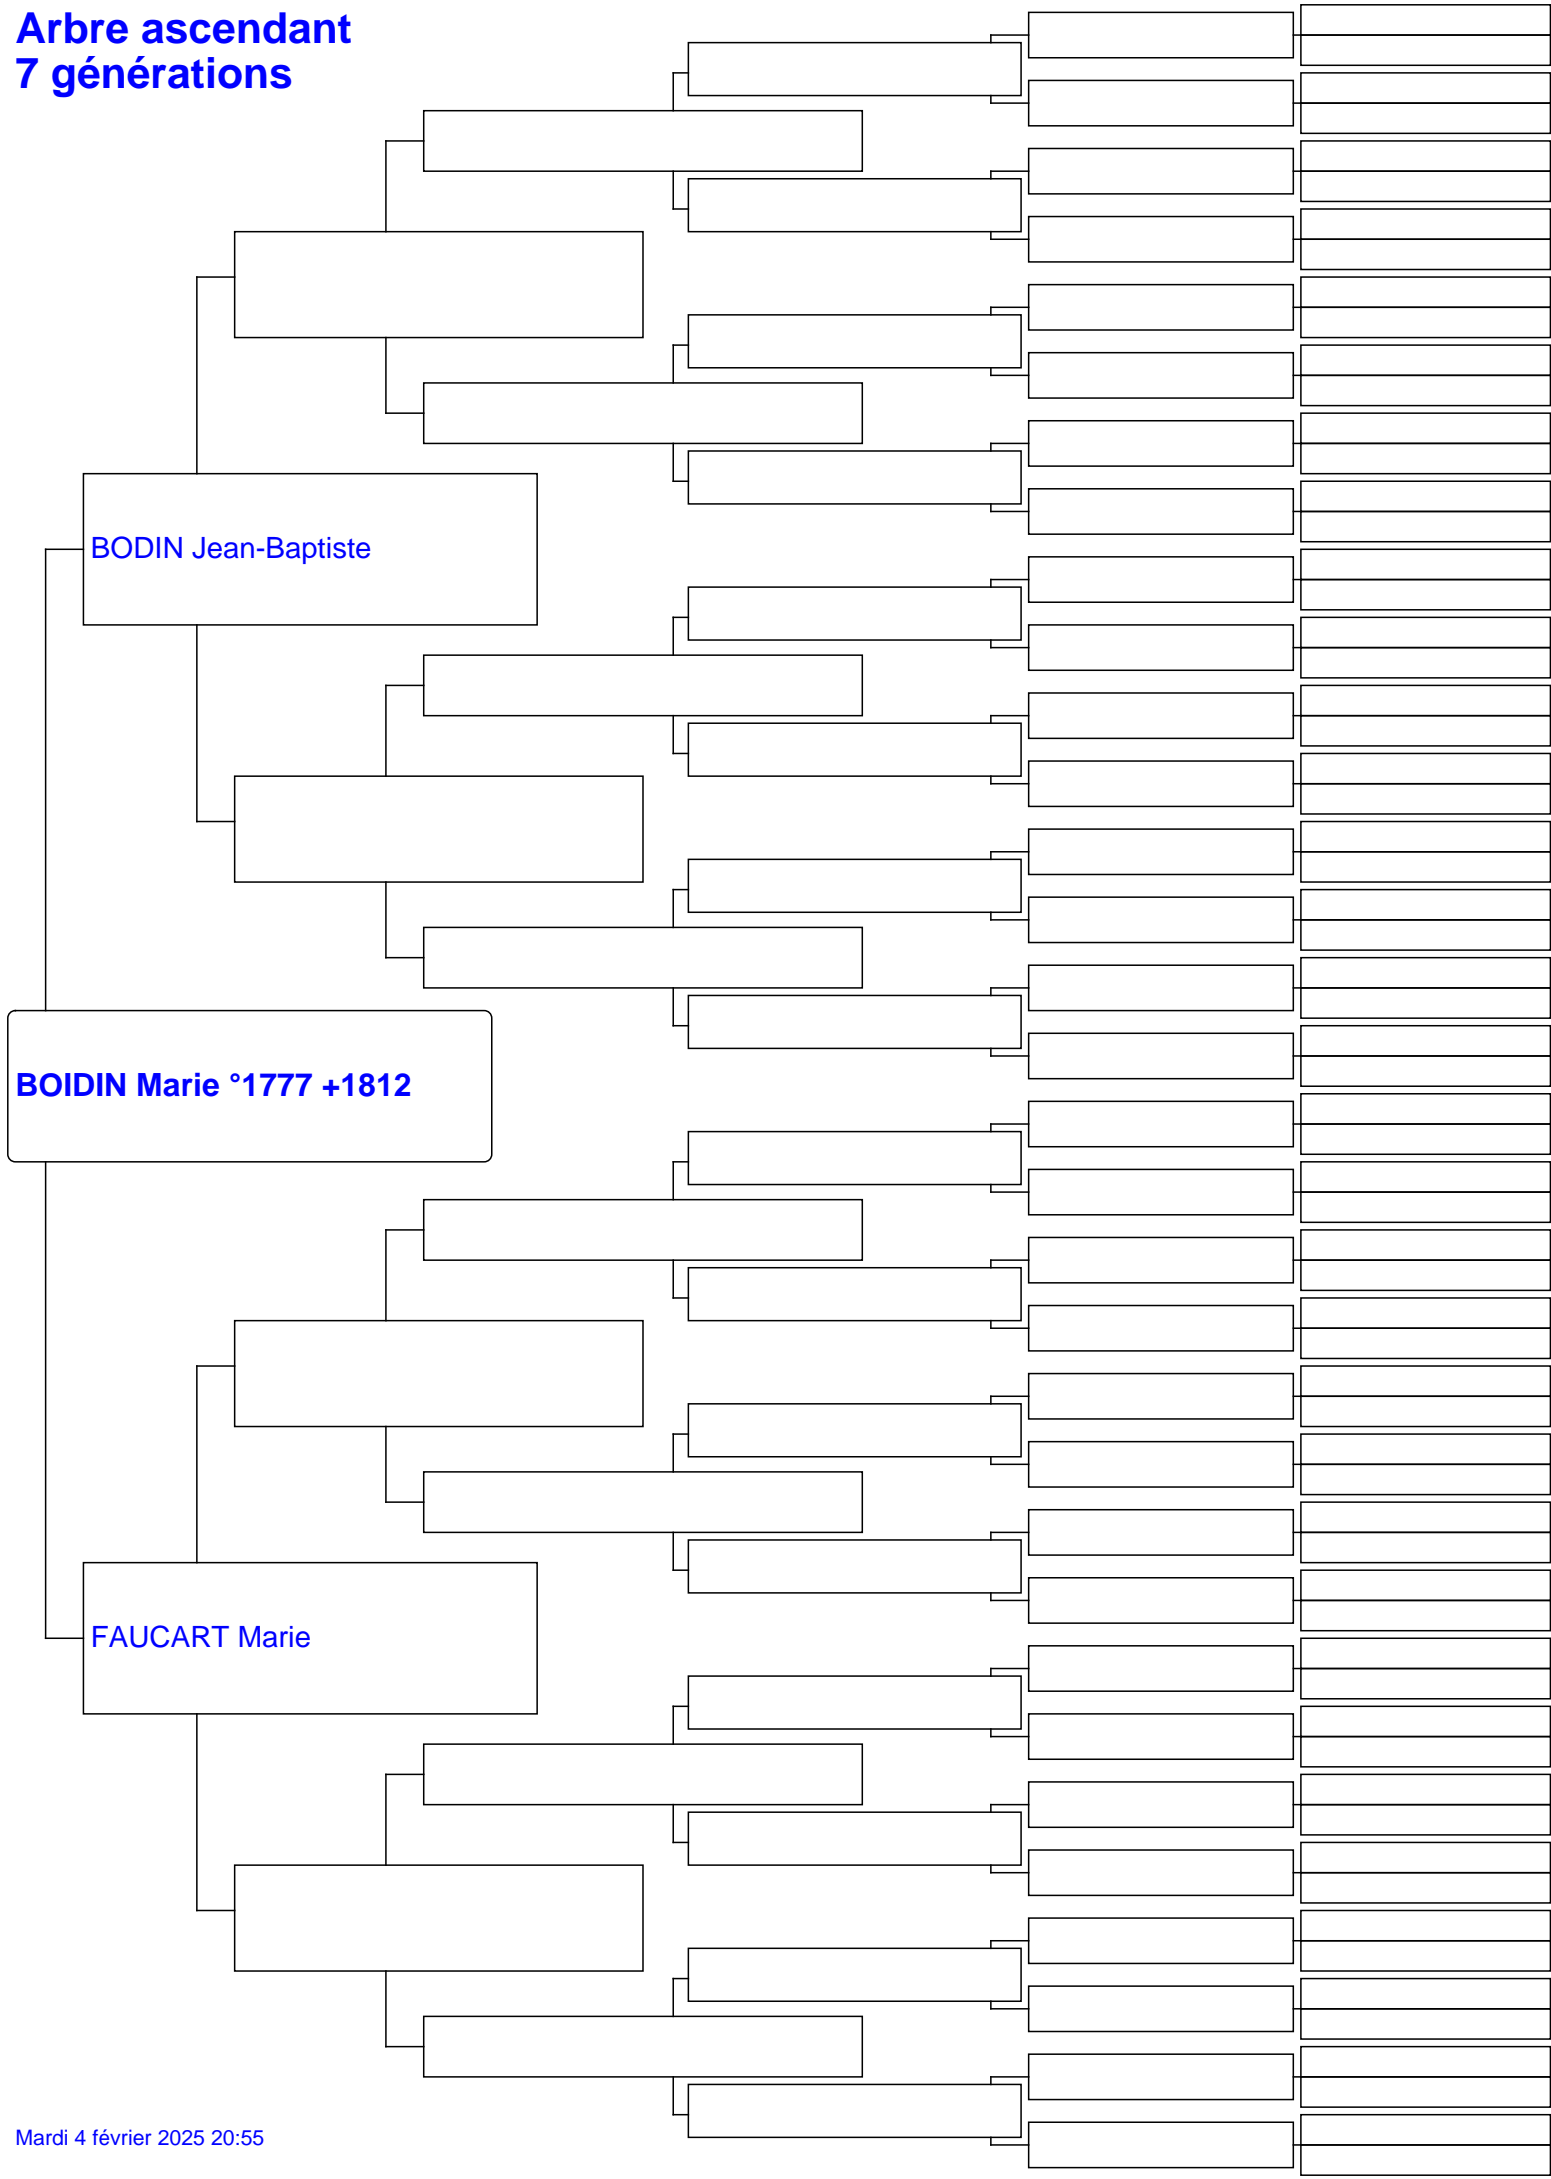 Arbre ascendant
7 générations
BODIN Jean-Baptiste
BOIDIN Marie °1777 +1812
FAUCART Marie
Mardi 4 février 2025 20:55